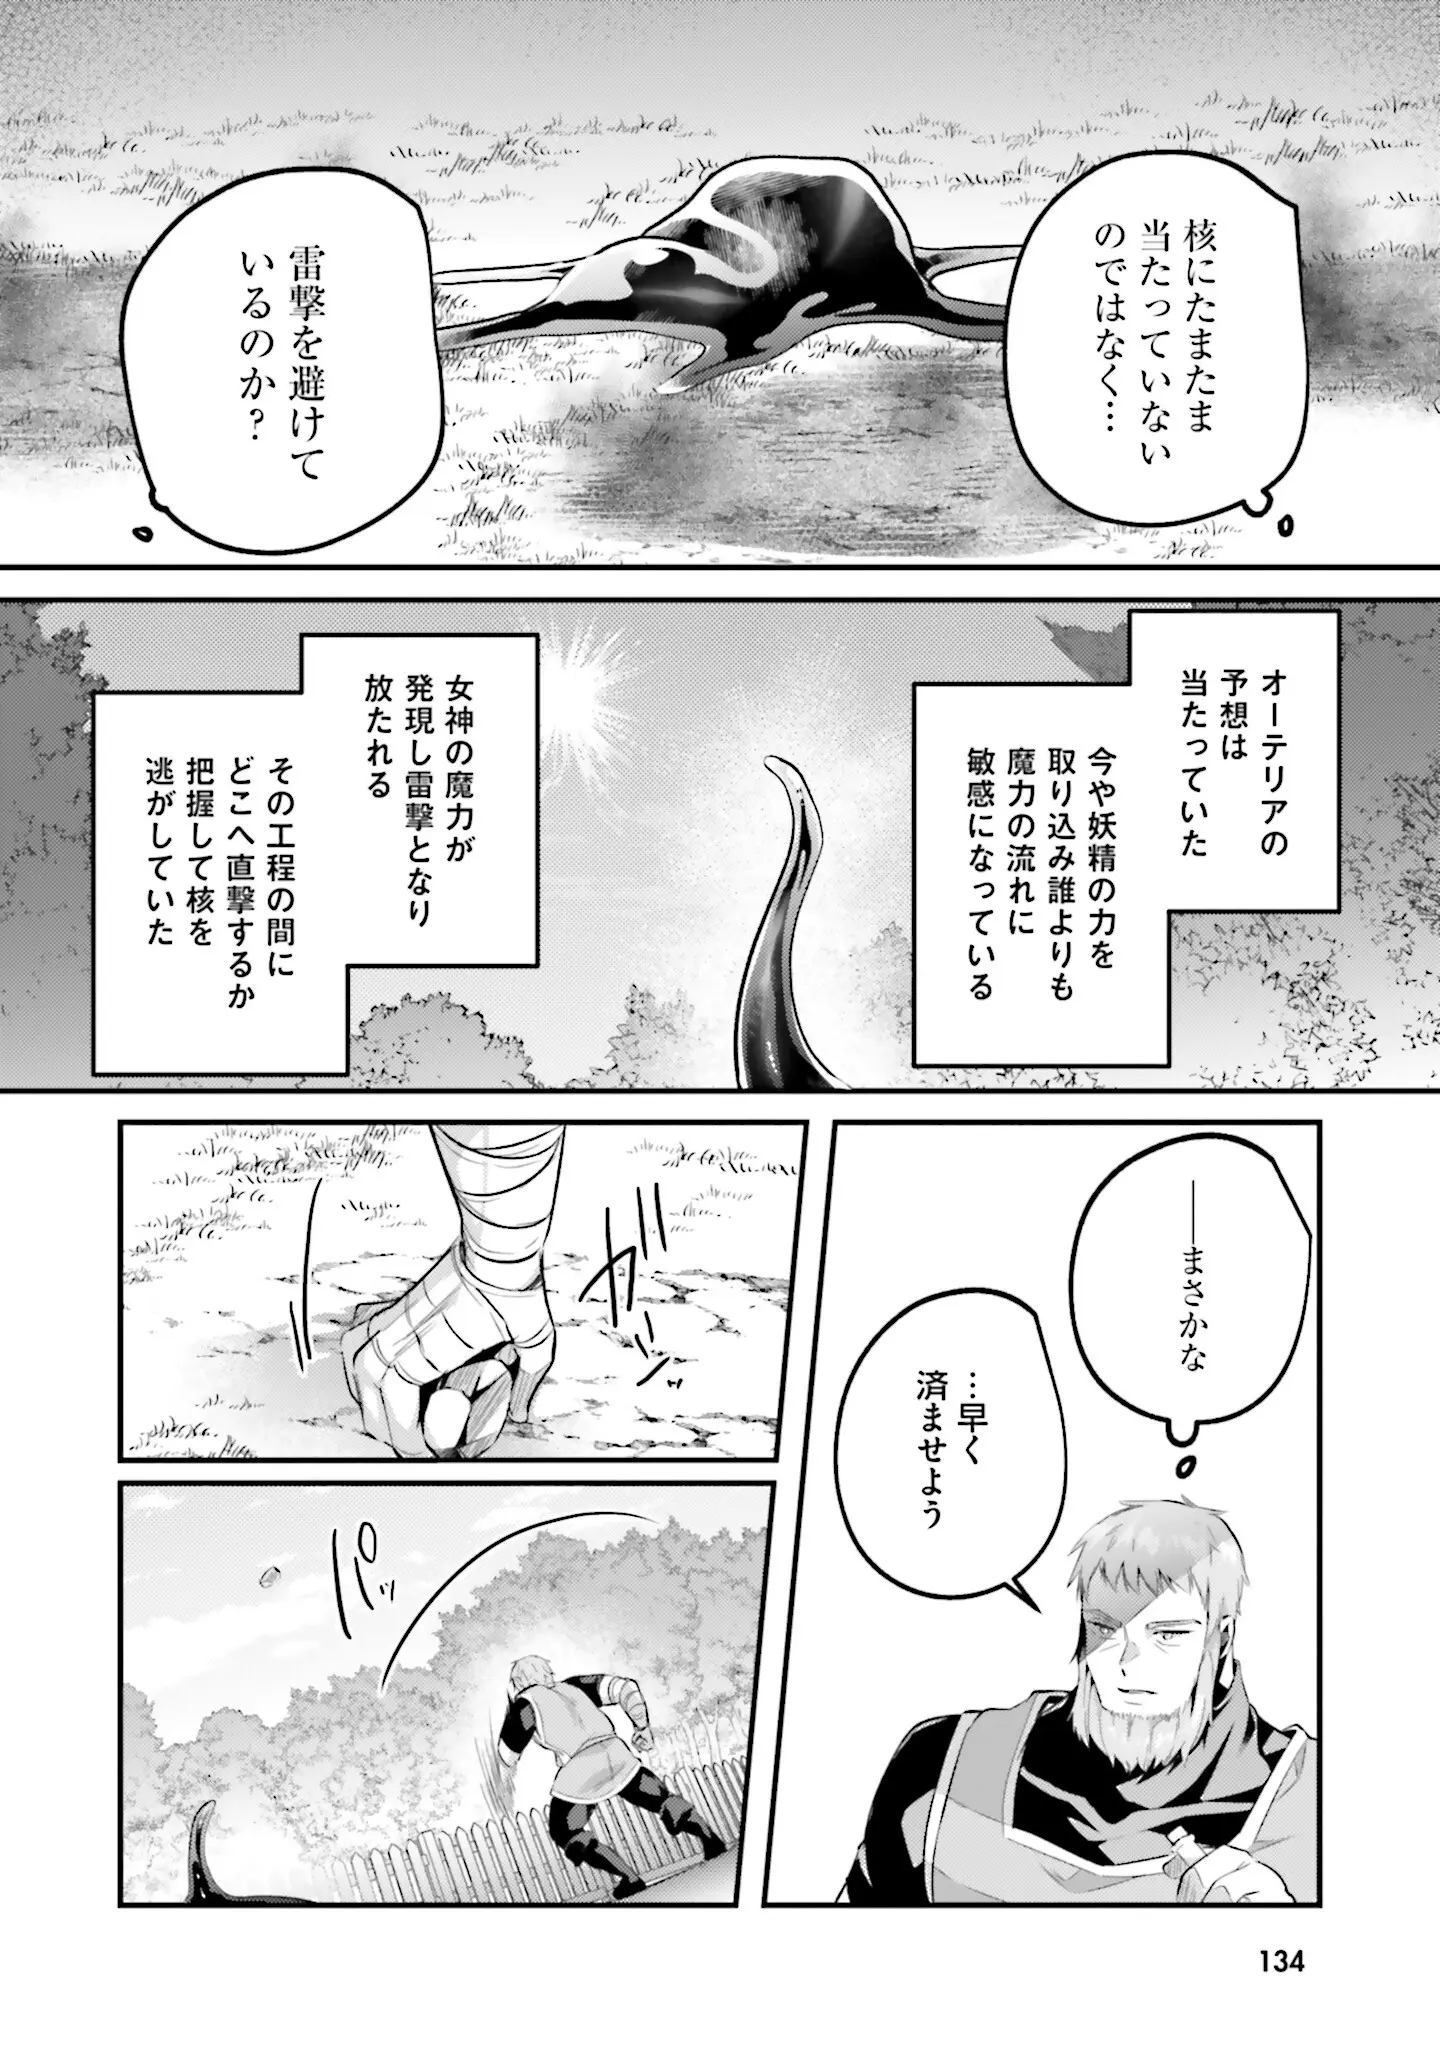 核にたまたま
当たっていない
のではなく…
雷撃を避けて
いるのか?
オーテリアの
予想は
当たっていた
今や妖精の力を
取り込み誰よりも
魔力の流れに
敏感になっている
女神の魔力が
発現し雷撃となり
放たれる
その工程の間に
どこへ直撃するか
把握して核を
逃がしていた
――まさかな
…早く
済ませよう
ガッ
パッ
134